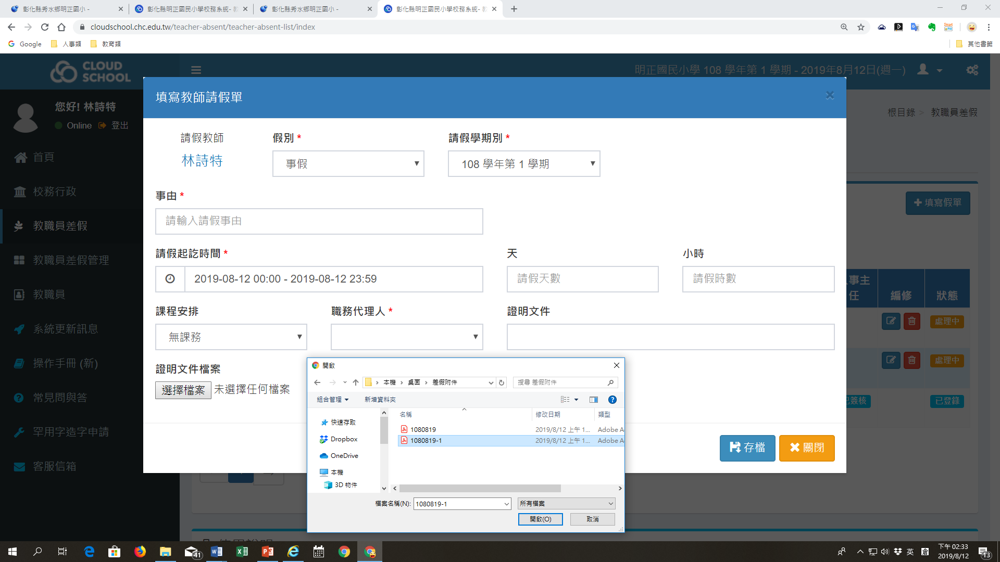 彰化縣秀水鄉明正國小 -
彰化縣明正國民小學校務系統-
彰化縣秀水鄉明正國小 -
彰化縣明正國民小學校務系統-
cloudschool.chc.edu.tw/teacher-absent/teacher-absent-list/index
Google 人事類 教育類 其他書籤
CLOUD SCHOOL
明正國民小學 108 學年第 1 學期 - 2019年8月12日(週一)
您好! 林詩特
Online 登出
首頁
校務行政
教職員差假
教職員差假管理
教職員
系統更新訊息
操作手冊 (新)
常見問與答
罕用字造字申請
客服信箱
根目錄 > 教職員差假
填寫假單
事主任 編修 狀態
處理中
處理中
簽核 已登錄
填寫教師請假單
請假教師 假別 * 請假學期別 *
林詩特 事假 108 學年第 1 學期
事由 *
請輸入請假事由
請假起訖時間 * 天 小時
2019-08-12 00:00 - 2019-08-12 23:59 請假天數 請假時數
課程安排 職務代理人 * 證明文件
無課務
證明文件檔案
選擇檔案 未選擇任何檔案
存檔 關閉
開啟
本機 › 桌面 › 差假附件 搜尋 差假附件
組合管理 新增資料夾
快速存取
Dropbox
OneDrive
本機
3D 物件
名稱 修改日期 類型
1080819 2019/8/12 上午 1... Adobe A
1080819-1 2019/8/12 上午 1... Adobe A
檔案名稱(N): 1080819-1 所有檔案
開啟(O) 取消
41
英
下午 02:33
2019/8/12
13